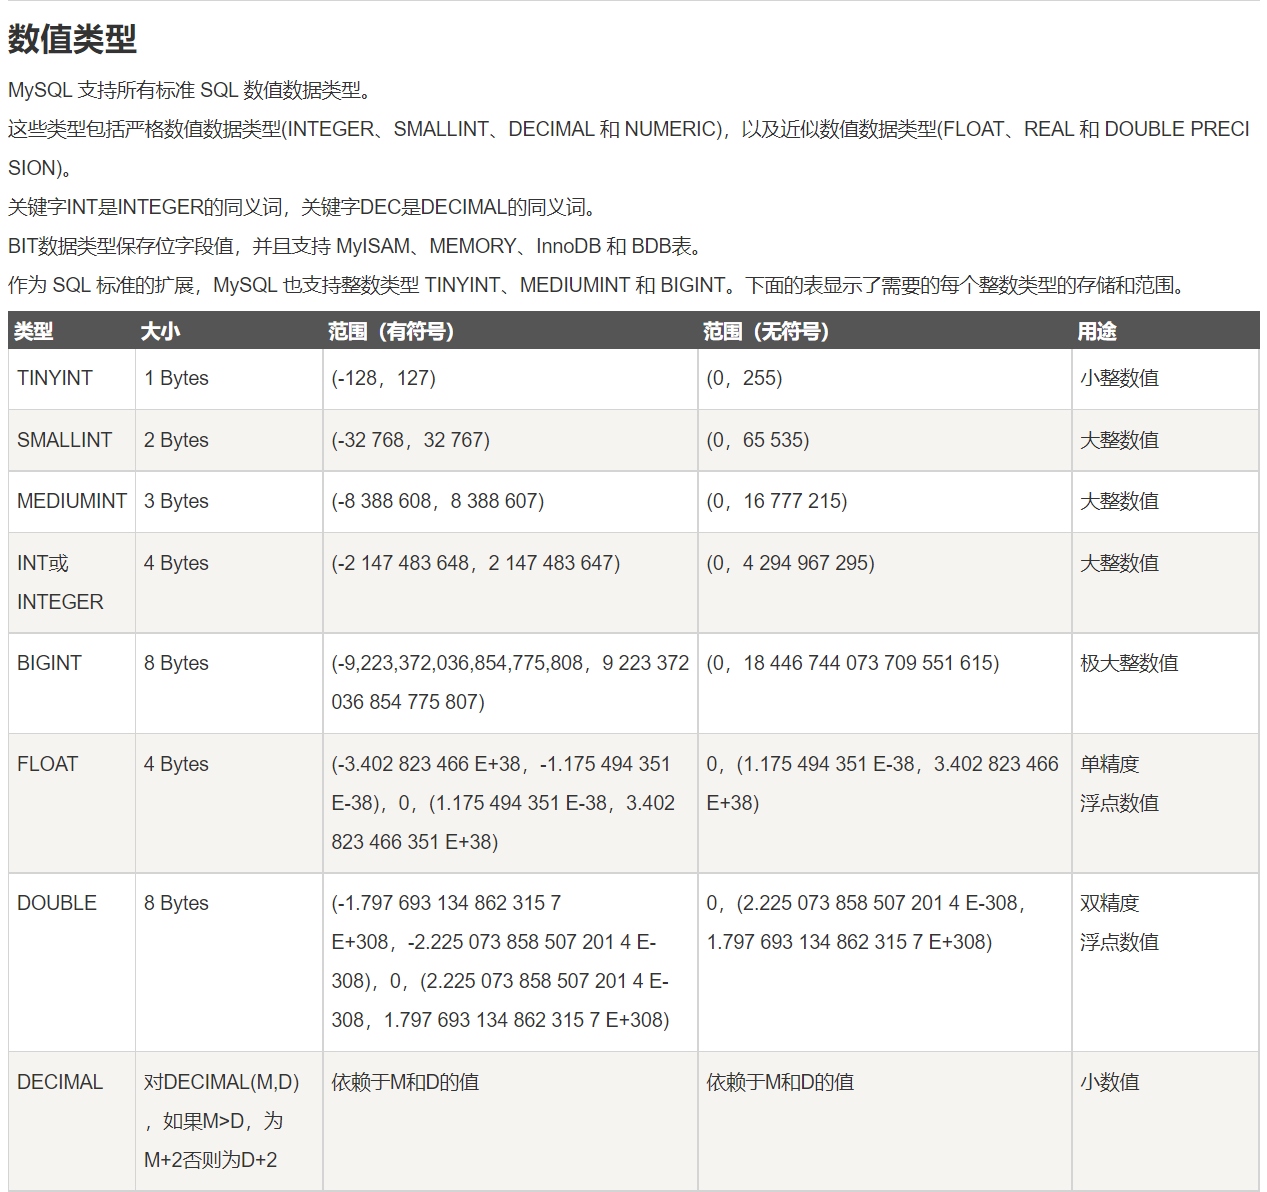 数值类型
MySQL 支持所有标准 SQL 数值数据类型。
这些类型包括严格数值数据类型(INTEGER、SMALLINT、DECIMAL 和 NUMERIC)，以及近似数值数据类型(FLOAT、REAL 和 DOUBLE PRECI
SION)。
关键字INT是INTEGER的同义词，关键字DEC是DECIMAL的同义词。
BIT数据类型保存位字段值，并且支持 MyISAM、MEMORY、InnoDB 和 BDB表。
作为 SQL 标准的扩展，MySQL 也支持整数类型 TINYINT、MEDIUMINT 和 BIGINT。下面的表显示了需要的每个整数类型的存储和范围。
类型 大小 范围（有符号） 范围（无符号） 用途
TINYINT 1 Bytes (-128，127) (0，255) 小整数值
SMALLINT 2 Bytes (-32 768，32 767) (0，65 535) 大整数值
MEDIUMINT 3 Bytes (-8 388 608，8 388 607) (0，16 777 215) 大整数值
INT或 4 Bytes (-2 147 483 648，2 147 483 647) (0，4 294 967 295) 大整数值
INTEGER
BIGINT 8 Bytes (-9,223,372,036,854,775,808，9 223 372 (0，18 446 744 073 709 551 615) 极大整数值
036 854 775 807)
FLOAT 4 Bytes (-3.402 823 466 E+38，-1.175 494 351 0，(1.175 494 351 E-38，3.402 823 466 单精度
E-38)，0，(1.175 494 351 E-38，3.402 E+38) 浮点数值
823 466 351 E+38)
DOUBLE 8 Bytes (-1.797 693 134 862 315 7 0，(2.225 073 858 507 201 4 E-308， 双精度
E+308，-2.225 073 858 507 201 4 E- 1.797 693 134 862 315 7 E+308) 浮点数值
308)，0，(2.225 073 858 507 201 4 E-
308，1.797 693 134 862 315 7 E+308)
DECIMAL 对DECIMAL(M,D) 依赖于M和D的值 依赖于M和D的值 小数值
，如果M>D，为
M+2否则为D+2